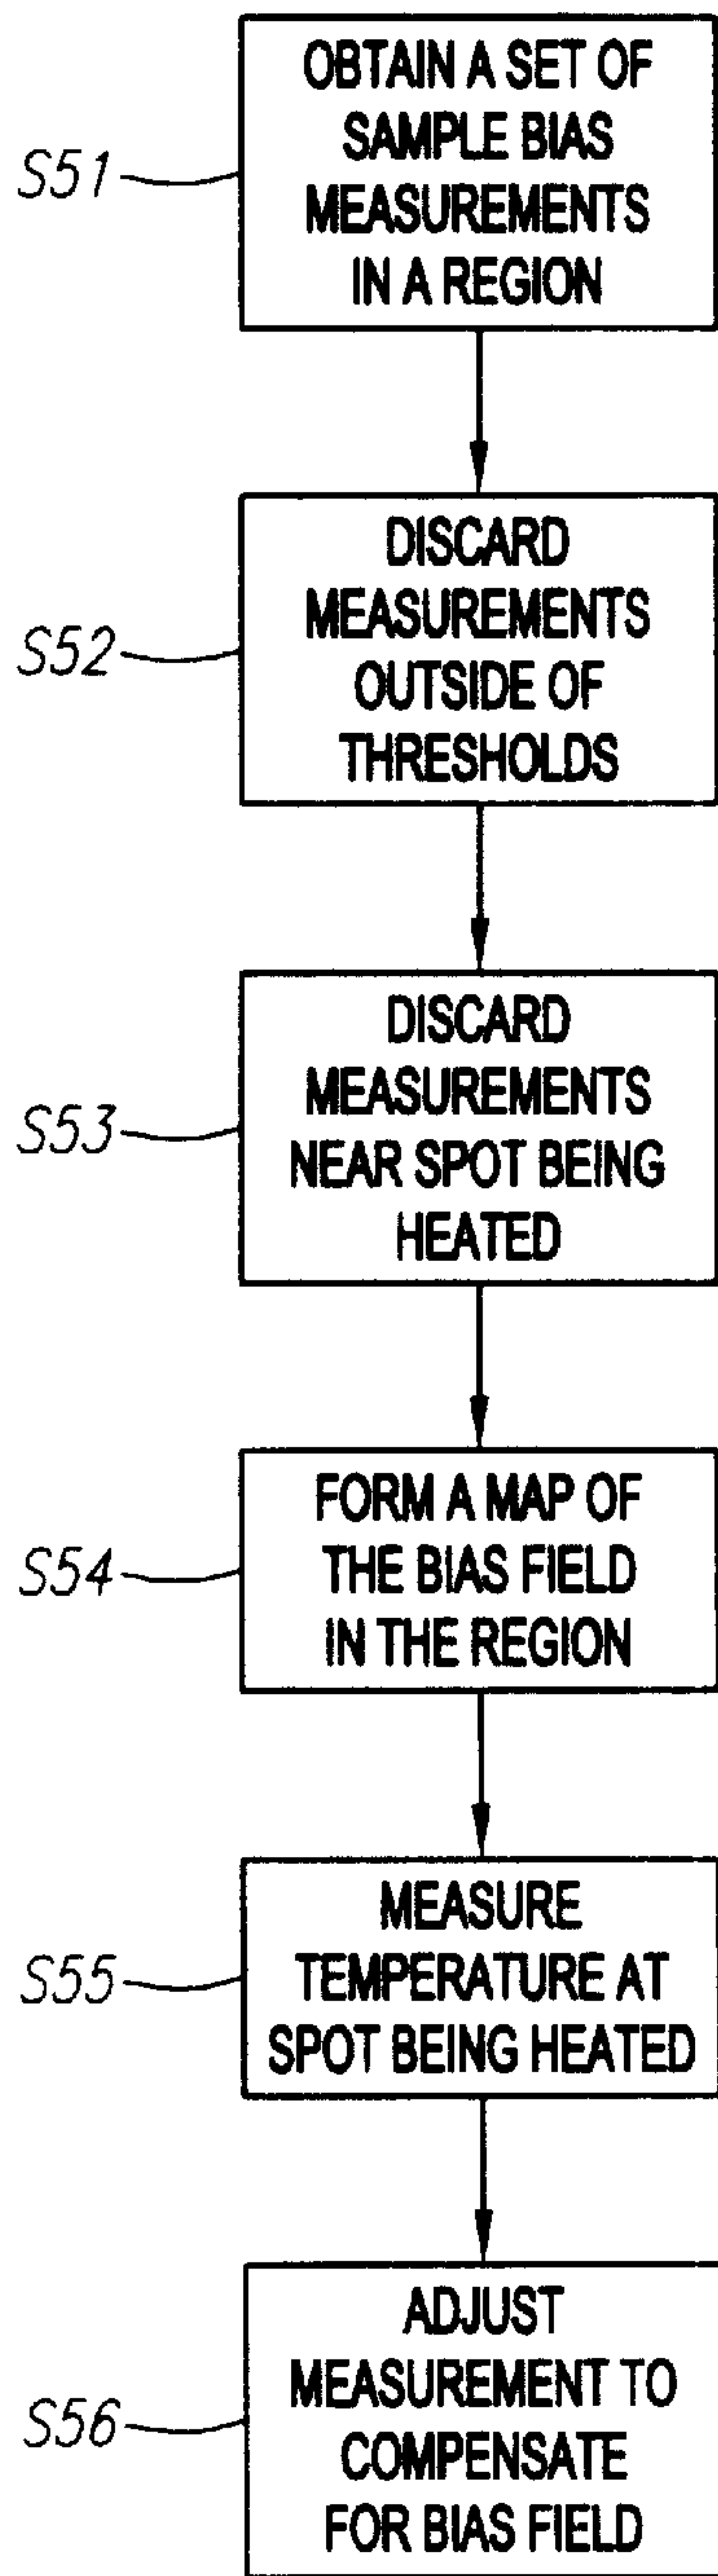 S51
OBTAIN A SET OF
SAMPLE BIAS
MEASUREMENTS
IN A REGION
S52
DISCARD
MEASUREMENTS
OUTSIDE OF
THRESHOLDS
S53
DISCARD
MEASUREMENTS
NEAR SPOT BEING
HEATED
S54
FORM A MAP OF
THE BIAS FIELD
IN THE REGION
S55
MEASURE
TEMPERATURE AT
SPOT BEING HEATED
S56
ADJUST
MEASUREMENT TO
COMPENSATE
FOR BIAS FIELD